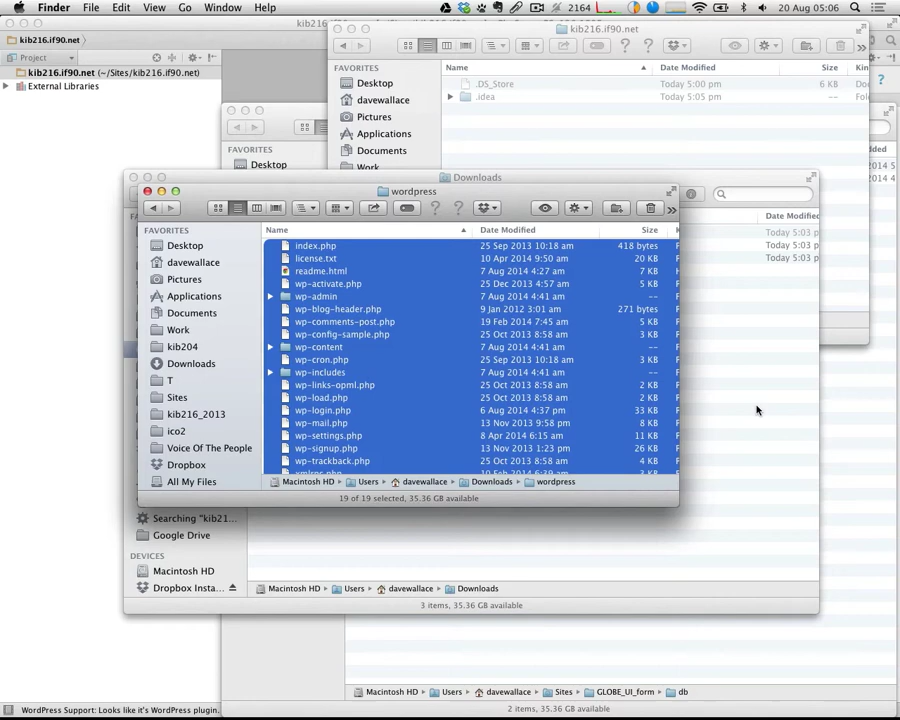 Finder File Edit View Go Window Help 2164 20 Aug 05:06
kib216.if90.net
kib216.if90.net
Project
kib216.if90.net (~/Sites/kib216.if90.net)
External Libraries
FAVORITES
Desktop
davewallace
Pictures
Applications
Documents
Work
Name Date Modified Size
.DS_Store Today 5:00 pm 6 KB
.idea Today 5:05 pm --
FAVORITES
Desktop
Downloads
Date Modified
Today 5:03 p
Today 5:03 p
Today 5:03 p
wordpress
FAVORITES
Desktop
davewallace
Pictures
Applications
Documents
Work
kib204
Downloads
T
Sites
kib216_2013
ico2
Voice Of The People
Dropbox
All My Files
Name Date Modified Size
index.php 25 Sep 2013 10:18 am 418 bytes
license.txt 10 Apr 2014 9:50 am 20 KB
readme.html 7 Aug 2014 4:27 am 7 KB
wp-activate.php 25 Dec 2013 4:57 am 5 KB
wp-admin 7 Aug 2014 4:41 am --
wp-blog-header.php 9 Jan 2012 3:01 am 271 bytes
wp-comments-post.php 19 Feb 2014 7:45 am 5 KB
wp-config-sample.php 25 Oct 2013 8:58 am 3 KB
wp-content 7 Aug 2014 4:41 am --
wp-cron.php 25 Sep 2013 10:18 am 3 KB
wp-includes 7 Aug 2014 4:41 am --
wp-links-opml.php 25 Oct 2013 8:58 am 2 KB
wp-load.php 25 Oct 2013 8:58 am 2 KB
wp-login.php 6 Aug 2014 4:37 pm 33 KB
wp-mail.php 13 Nov 2013 9:58 pm 8 KB
wp-settings.php 8 Apr 2014 6:15 am 11 KB
wp-signup.php 13 Nov 2013 1:23 pm 26 KB
wp-trackback.php 25 Oct 2013 8:58 am 4 KB
Macintosh HD Users davewallace Downloads wordpress
19 of 19 selected, 35.36 GB available
Searching "kib21...
Google Drive
DEVICES
Macintosh HD
Dropbox Insta...
Macintosh HD Users davewallace Downloads
3 items, 35.36 GB available
Macintosh HD Users davewallace Sites GLOBE_UI_form db
2 items, 35.36 GB available
WordPress Support: Looks like it's WordPress plugin.